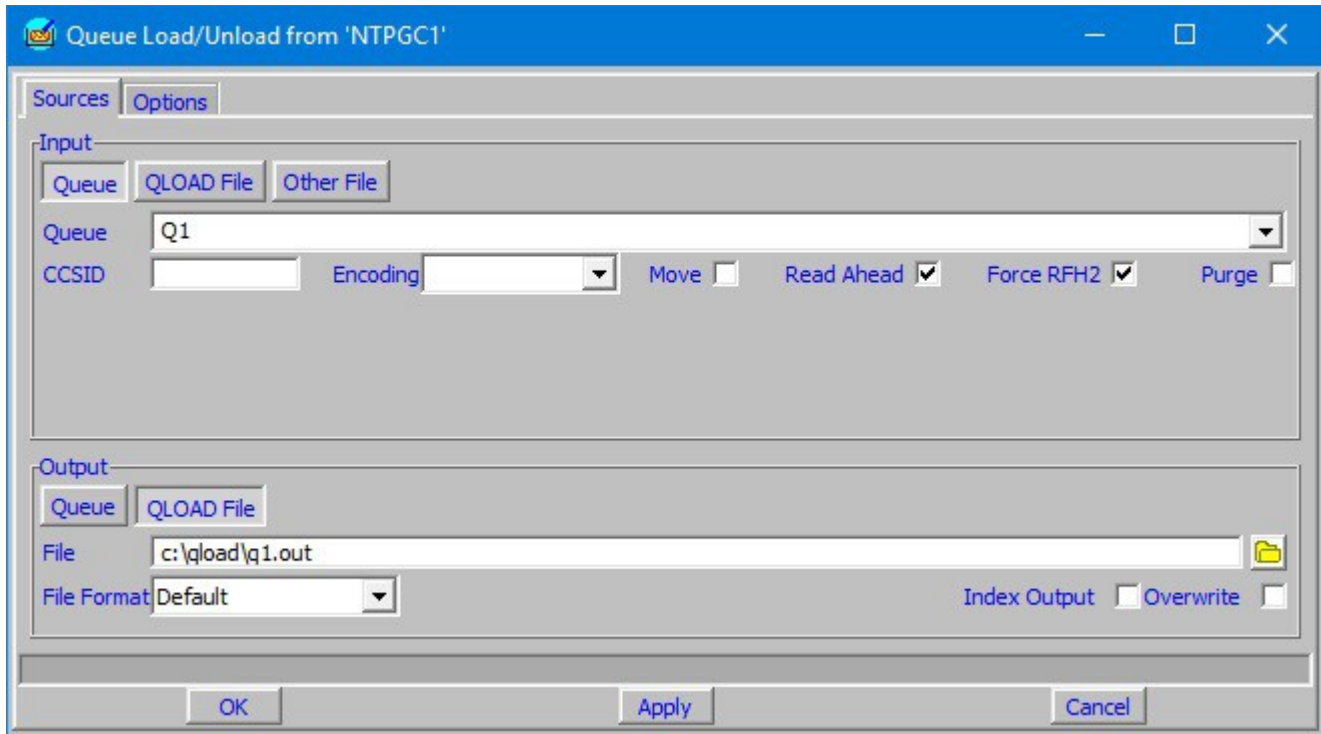 Queue Load/Unload from 'NTPGC1'
Sources Options
Input
Queue QLOAD File Other File
Queue Q1
CCSID Encoding Move Read Ahead Force RFH2 Purge
Output
Queue QLOAD File
File c:\qload\q1.out
File Format Default Index Output Overwrite
OK Apply Cancel